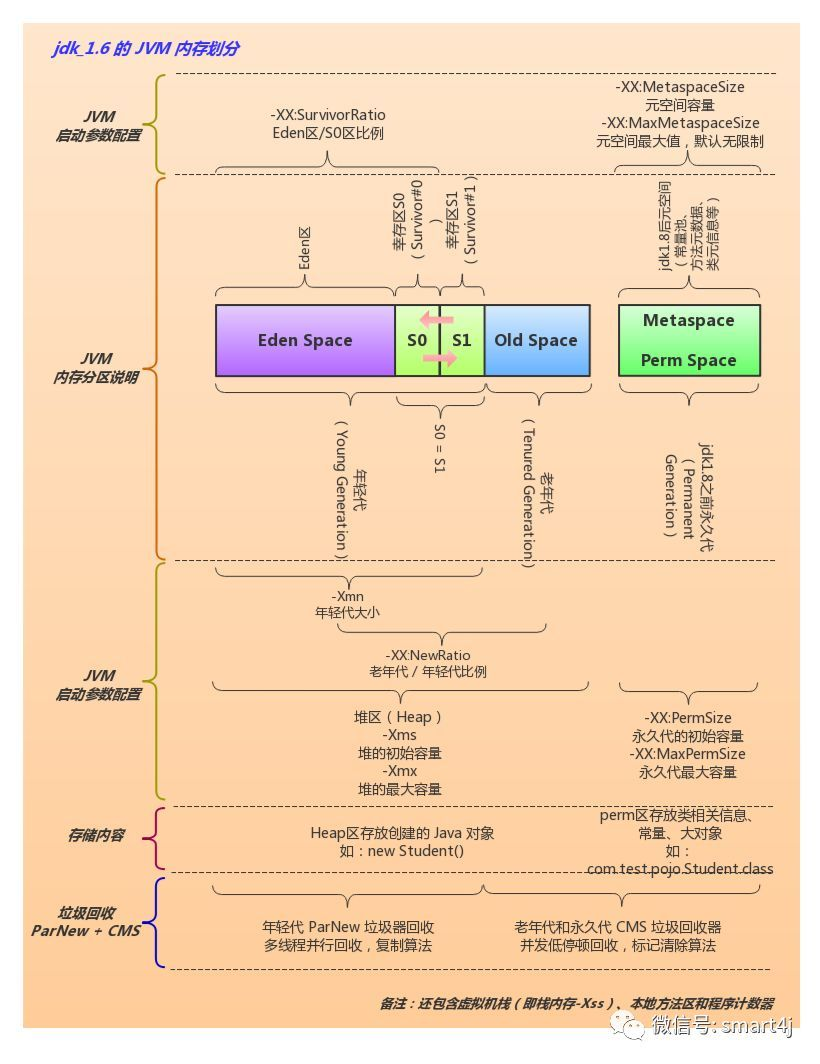 jdk_1.6 的 JVM 内存划分
JVM
启动参数配置
-XX:SurvivorRatio
Eden区/S0区比例
-XX:MetaspaceSize
元空间容量
-XX:MaxMetaspaceSize
元空间最大值，默认无限制
JVM
内存分区说明
Eden区
幸存区S0
（Survivor#0
）
幸存区S1
（Survivor#1）
jdk1.8后元空间
（常量池、
方法元数据、
类元信息等）
Eden Space
S0
S1
Old Space
Metaspace
Perm Space
年轻代
（Young Generation）
S0 = S1
老年代
（Tenured Generation）
jdk1.8之前永久代
（Permanent
Generation）
JVM
启动参数配置
-Xmn
年轻代大小
-XX:NewRatio
老年代 / 年轻代比例
堆区（Heap）
-Xms
堆的初始容量
-Xmx
堆的最大容量
-XX:PermSize
永久代的初始容量
-XX:MaxPermSize
永久代最大容量
存储内容
Heap区存放创建的 Java 对象
如：new Student()
perm区存放类相关信息、
常量、大对象
如：
com.test.pojo.Student.class
垃圾回收
ParNew + CMS
年轻代 ParNew 垃圾器回收
多线程并行回收，复制算法
老年代和永久代 CMS 垃圾回收器
并发低停顿回收，标记清除算法
备注：还包含虚拟机栈（即栈内存-Xss）、本地方法区和程序计数器
微信号: smart4j